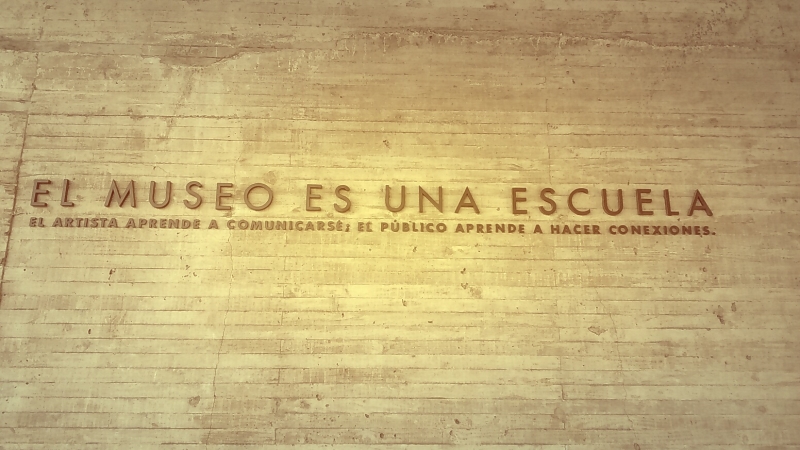 EL MUSEO ES UNA ESCUELA
EL ARTISTA APRENDE A COMUNICARSE; EL PÚBLICO APRENDE A HACER CONEXIONES.